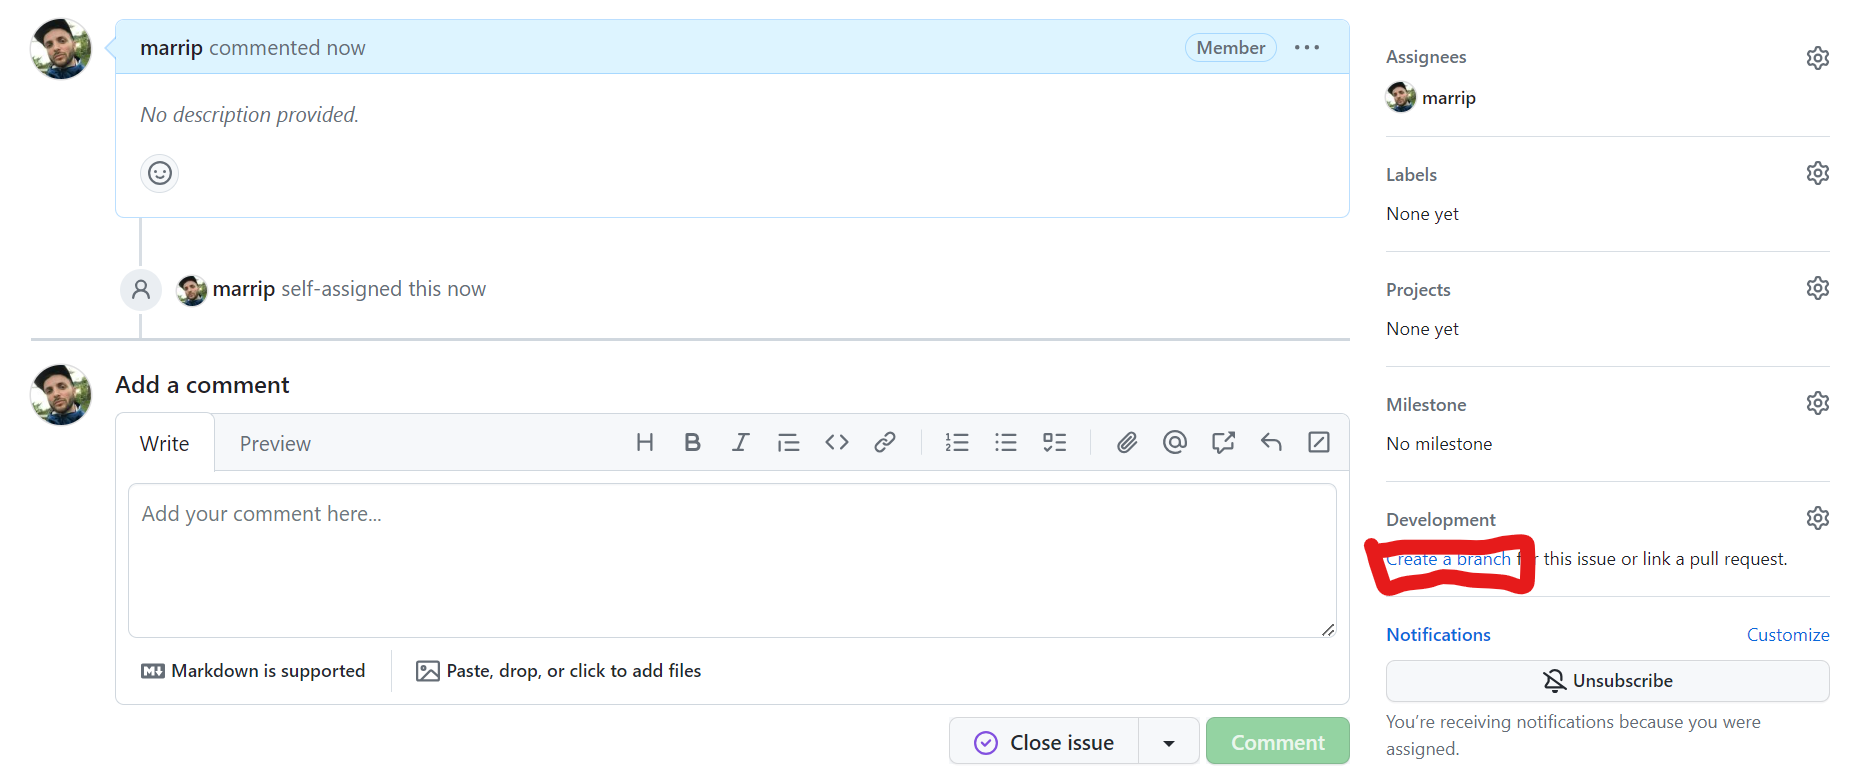 marrip commented now
Member
No description provided.
marrip self-assigned this now
Add a comment
Write
Preview
Add your comment here...
Markdown is supported
Paste, drop, or click to add files
Close issue
Comment
Assignees
marrip
Labels
None yet
Projects
None yet
Milestone
No milestone
Development
Create a branch for this issue or link a pull request.
Notifications
Customize
Unsubscribe
You’re receiving notifications because you were
assigned.